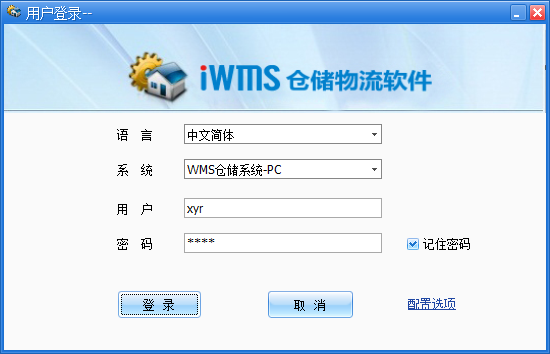 用户登录--
iWMS 仓储物流软件
语 言 中文简体
系 统 WMS仓储系统-PC
用 户 xyr
密 码 **** 记住密码
登 录 取 消 配置选项